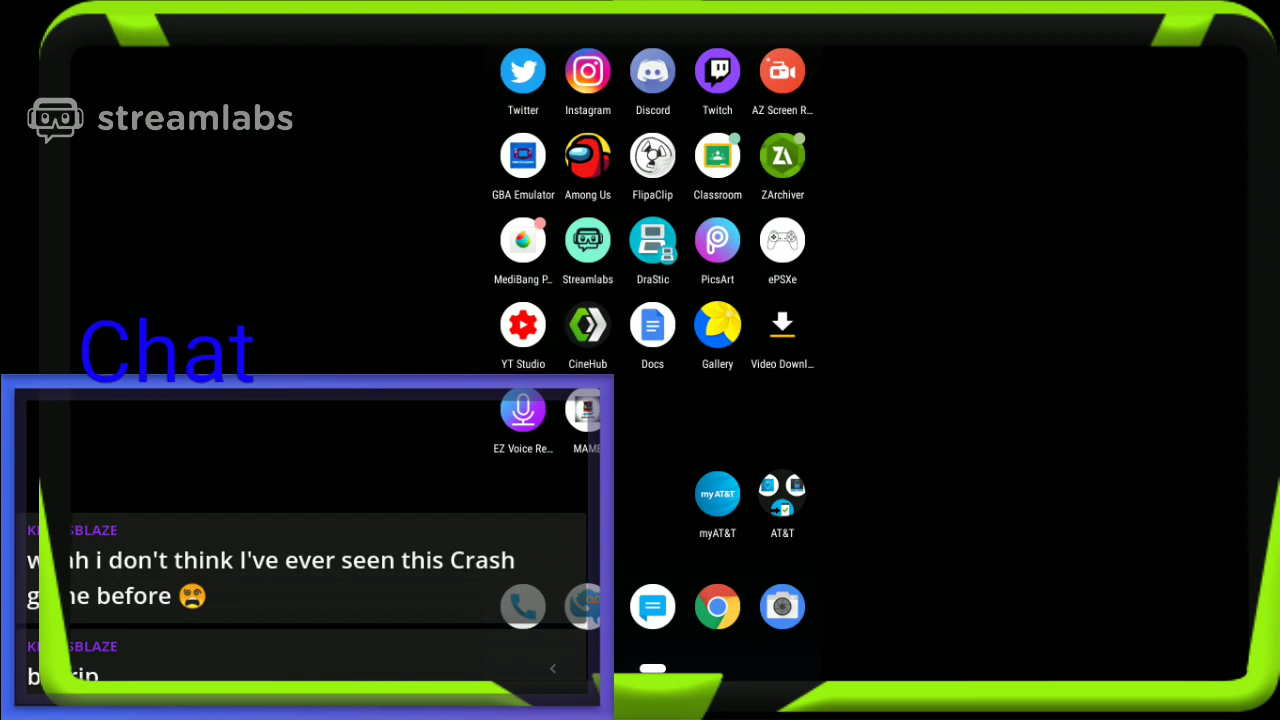 streamlabs
Twitter Instagram Discord Twitch AZ Screen R...
GBA Emulator Among Us FlipaClip Classroom ZArchiver
MediBang P... Streamlabs DraStic PicsArt ePSXe
YT Studio CineHub Docs Gallery Video Downl...
Chat
EZ Voice Re... MAME
myAT&T
myAT&T AT&T
i don't think I've ever seen this Crash
before